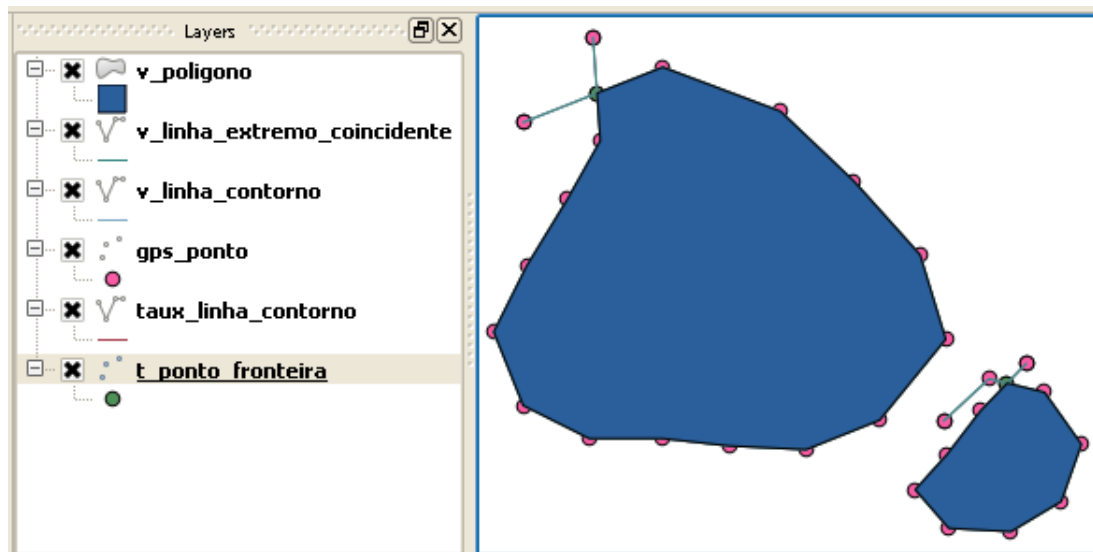 Layers
v_poligono
v_linha_extremo_coincidente
v_linha_contorno
gps_ponto
taux_linha_contorno
t_ponto_fronteira